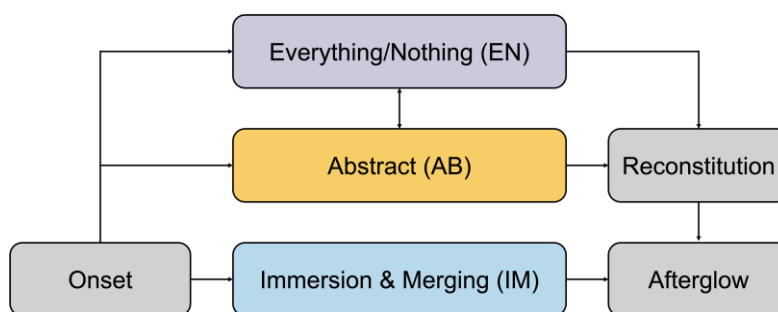 Everything/Nothing (EN)
Abstract (AB)
Reconstitution
Onset
Immersion & Merging (IM)
Afterglow